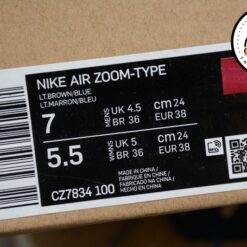 NIKE AIR ZOOM-TYPE
LT.BROWN/BLUE
LT.MARRON/BLEU
7 MENS UK 4.5 cm 24
BR 36 EUR 38
5.5 WMNS UK 5 cm 24
BR 36 EUR 38
CZ7834 100
MADE IN CHINA/
FABRIQUÉ EN CHINE/
FABRICADO NA CHINA/
HECHO EN CHINA